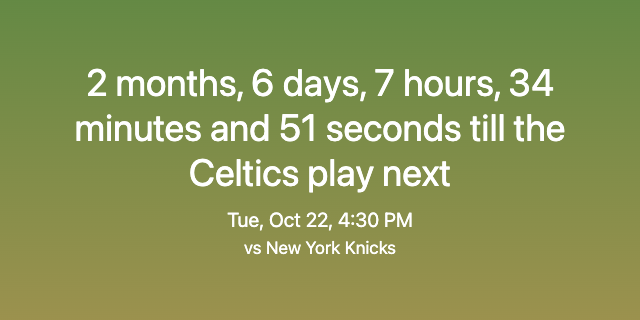 2 months, 6 days, 7 hours, 34
minutes and 51 seconds till the
Celtics play next
Tue, Oct 22, 4:30 PM
vs New York Knicks